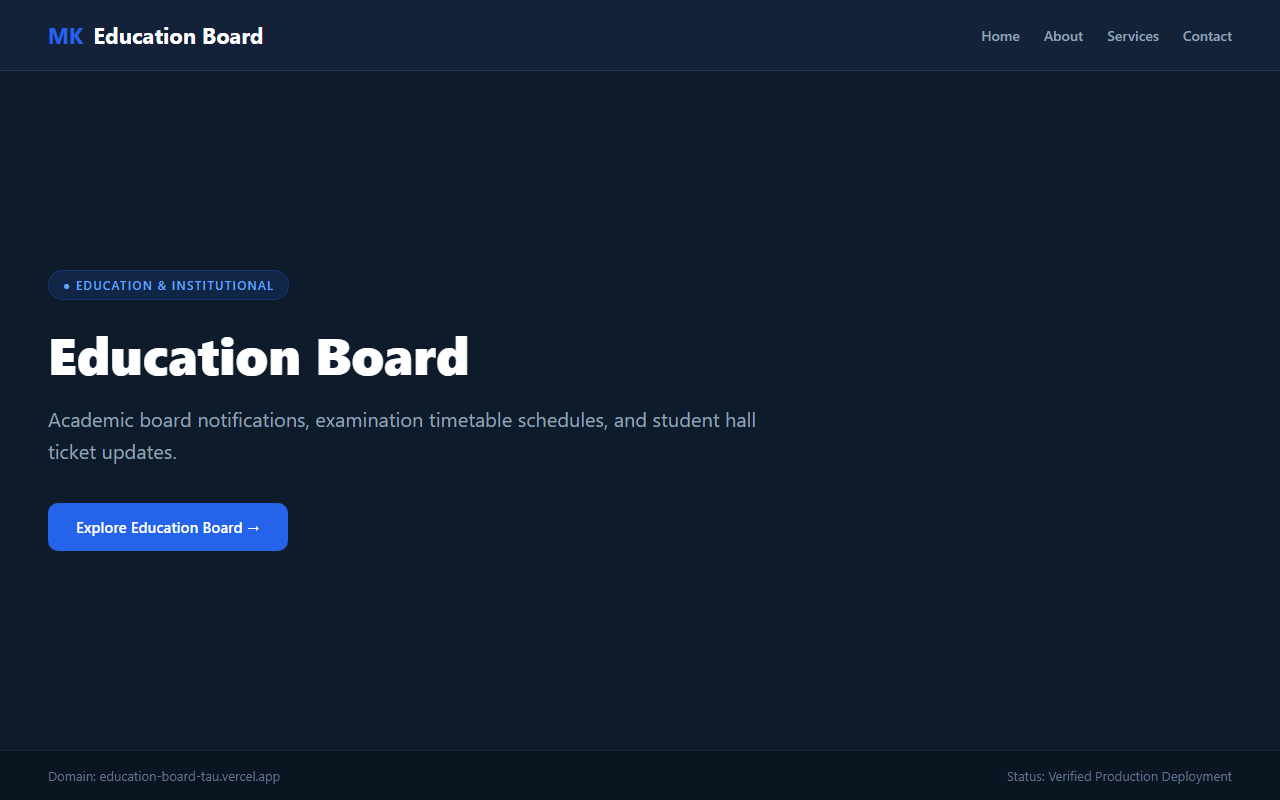 MK Education Board
Home About Services Contact
● EDUCATION & INSTITUTIONAL
Education Board
Academic board notifications, examination timetable schedules, and student hall
ticket updates.
Explore Education Board →
Domain: education-board-tau.vercel.app
Status: Verified Production Deployment